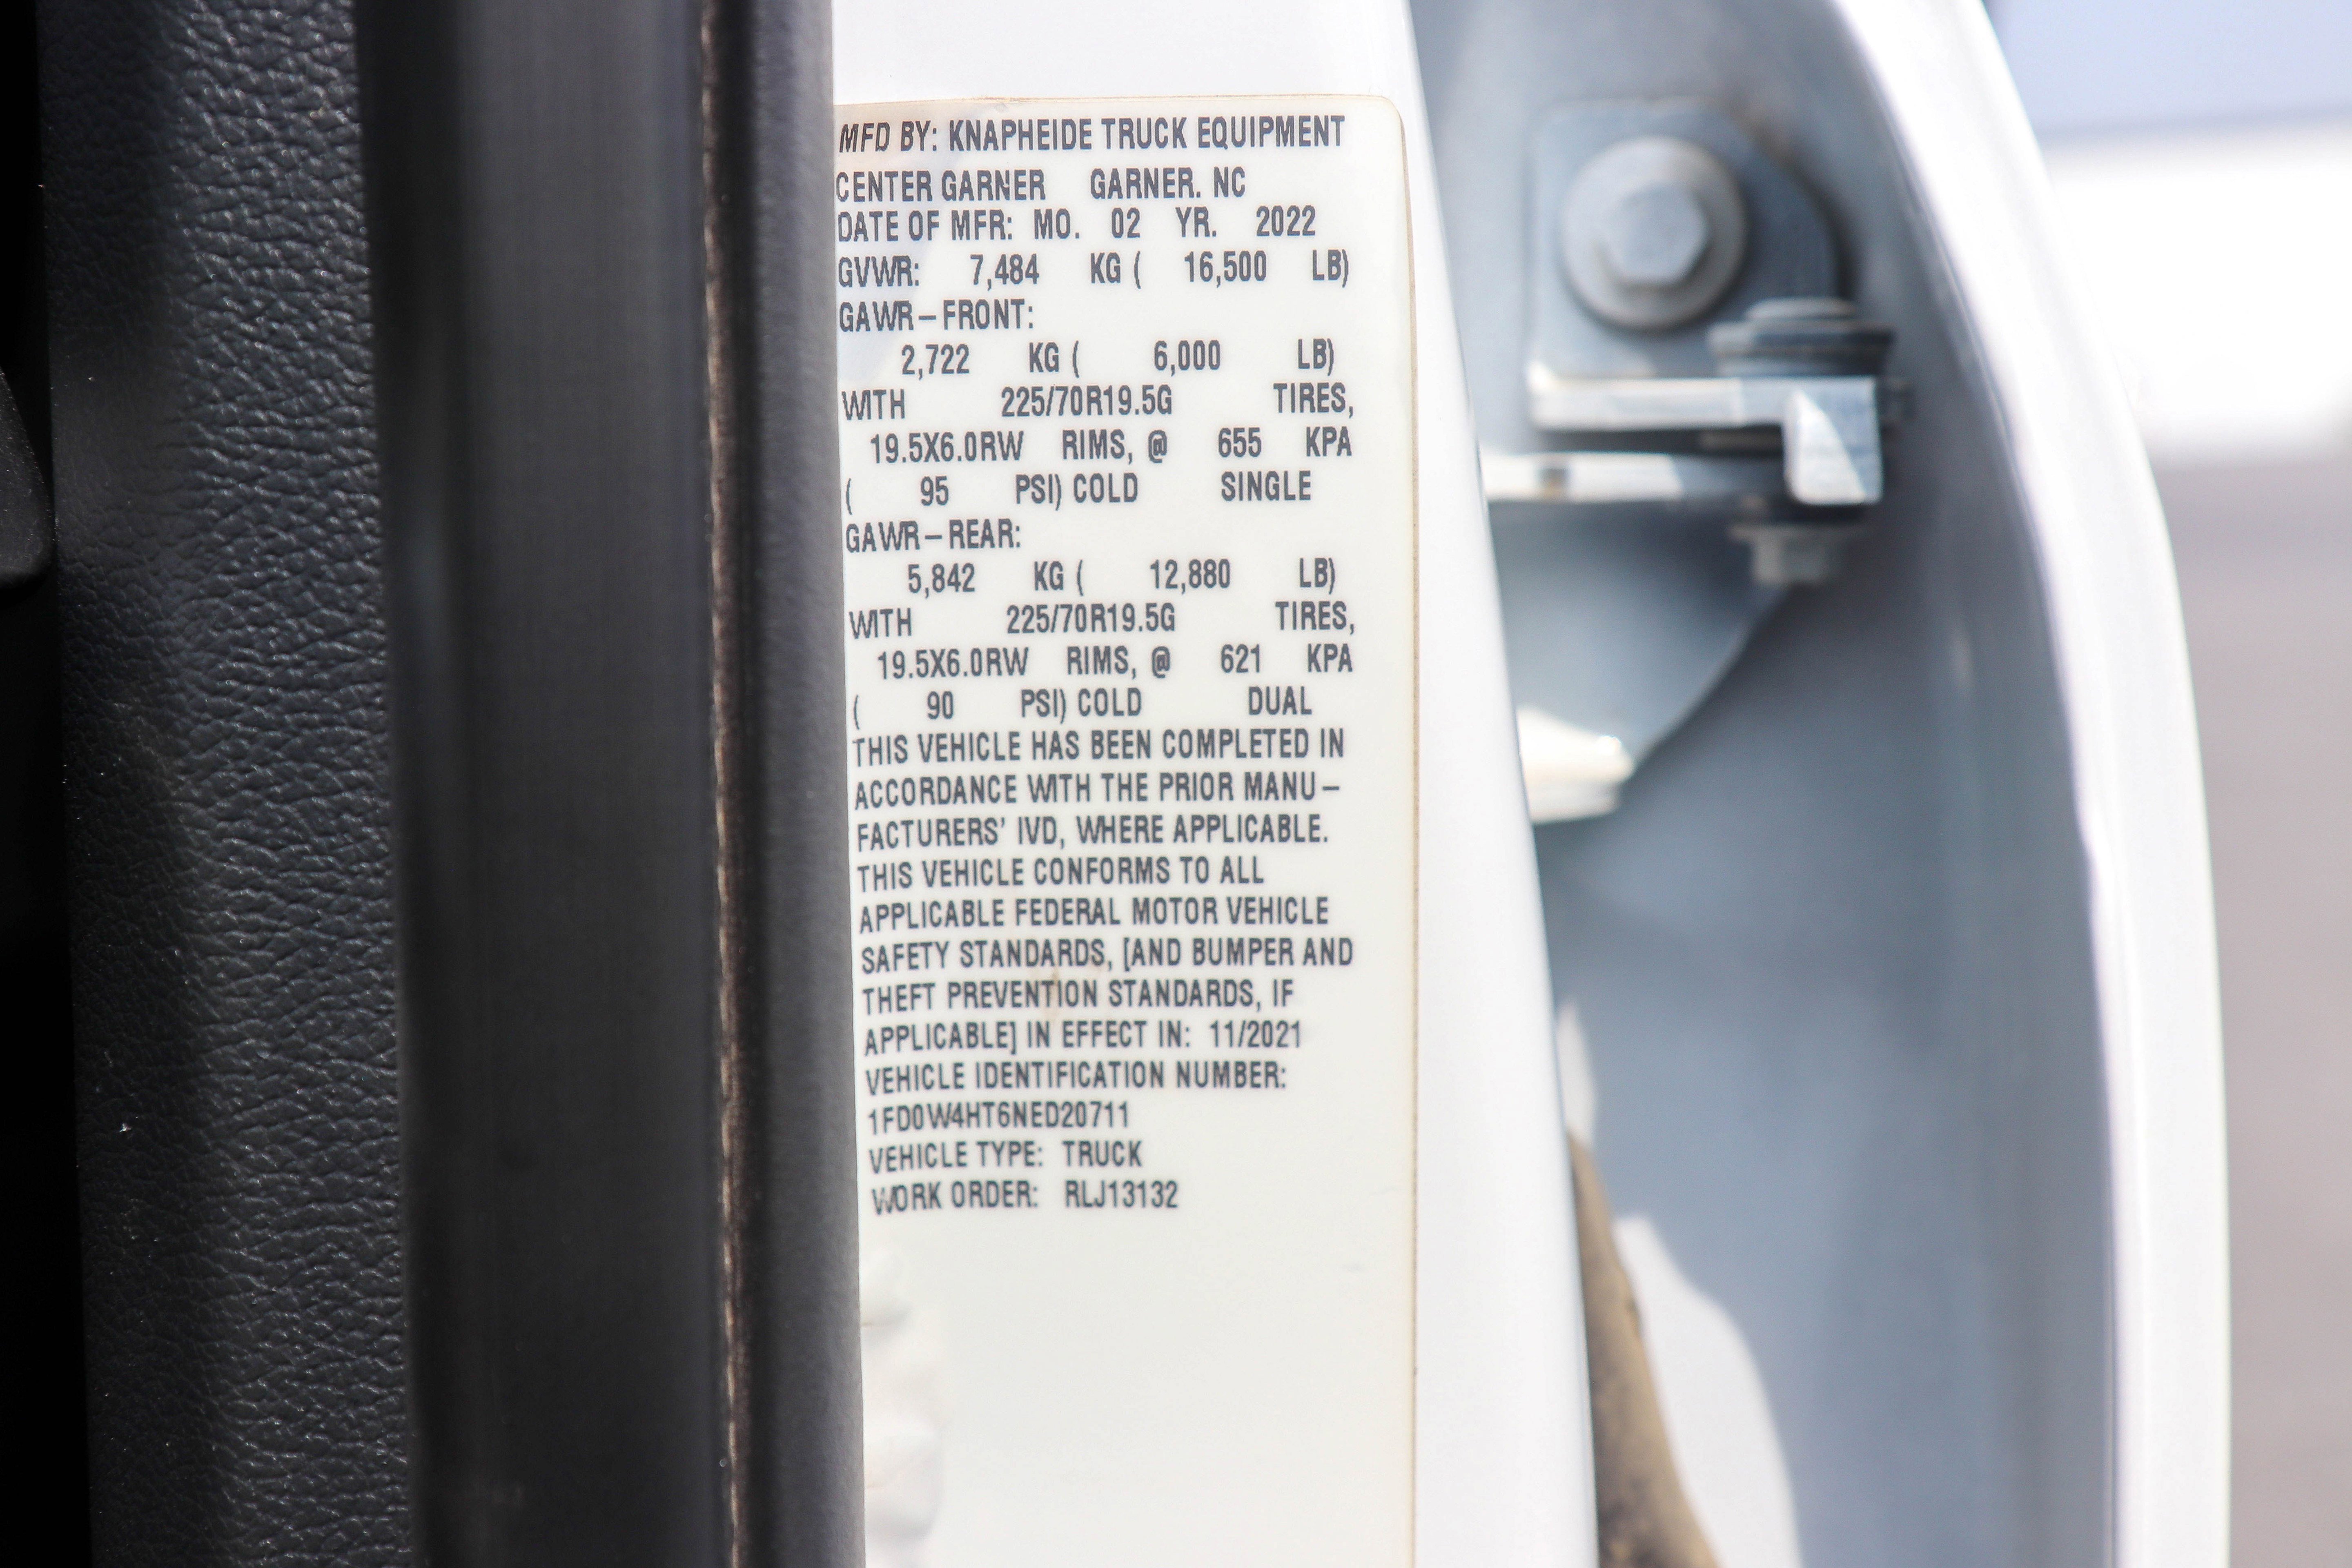 MFD BY: KNAPHEIDE TRUCK EQUIPMENT
CENTER GARNER GARNER. NC
DATE OF MFR: MO. 02 YR. 2022
GVWR: 7,484 KG ( 16,500 LB)
GAWR–FRONT:
2,722 KG ( 6,000 LB)
WITH 225/70R19.5G TIRES,
19.5X6.0RW RIMS, @ 655 KPA
( 95 PSI) COLD SINGLE
GAWR–REAR:
5,842 KG ( 12,880 LB)
WITH 225/70R19.5G TIRES,
19.5X6.0RW RIMS, @ 621 KPA
( 90 PSI) COLD DUAL
THIS VEHICLE HAS BEEN COMPLETED IN
ACCORDANCE WITH THE PRIOR MANU–
FACTURERS' IVD, WHERE APPLICABLE.
THIS VEHICLE CONFORMS TO ALL
APPLICABLE FEDERAL MOTOR VEHICLE
SAFETY STANDARDS, [AND BUMPER AND
THEFT PREVENTION STANDARDS, IF
APPLICABLE] IN EFFECT IN: 11/2021
VEHICLE IDENTIFICATION NUMBER:
1FD0W4HT6NED20711
VEHICLE TYPE: TRUCK
WORK ORDER: RLJ13132